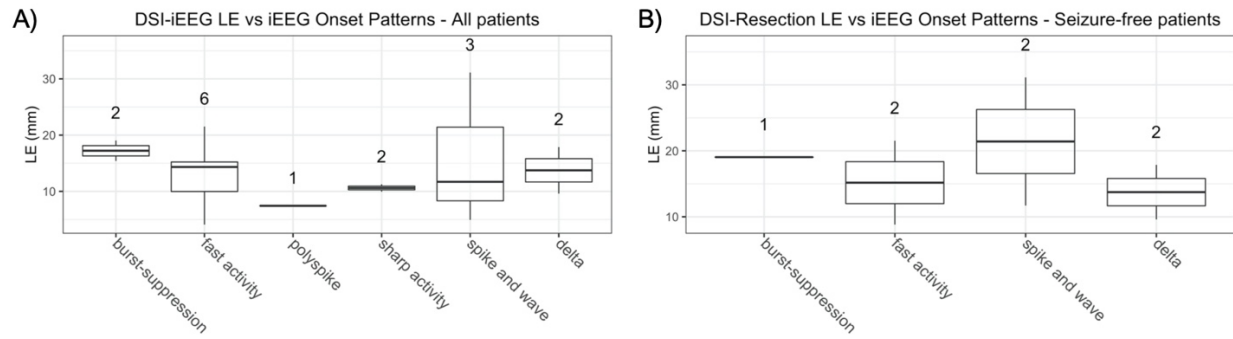 A)
DSI-iEEG LE vs iEEG Onset Patterns - All patients
LE (mm)
30
20
10
2
6
1
2
3
2
burst-suppression
fast activity
polyspike
sharp activity
spike and wave
delta
B)
DSI-Resection LE vs iEEG Onset Patterns - Seizure-free patients
LE (mm)
30
20
10
1
2
2
2
burst-suppression
fast activity
spike and wave
delta